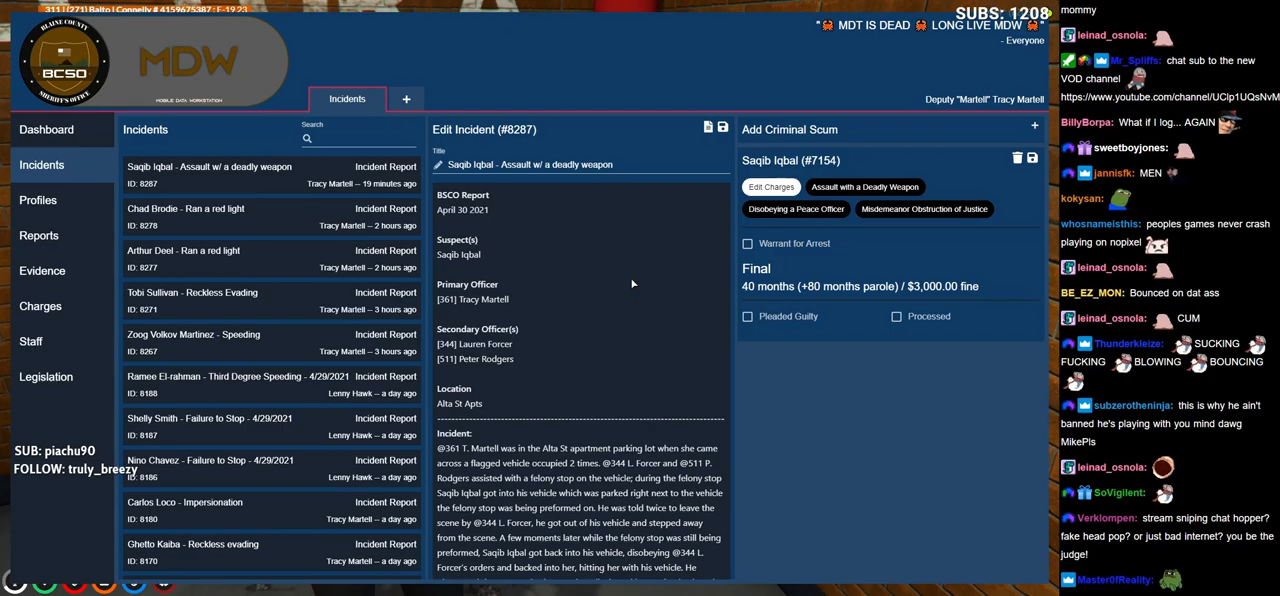 311 | (271) Balto | Connelly # 4159675387 : F-19 23
BLAINE COUNTY
BCSO
SHERIFF'S OFFICE
MDW
MOBILE DATA WORKSTATION
SUBS: 1208
" 🦀 MDT IS DEAD 🦀 LONG LIVE MDW 🦀 "
- Everyone
Incidents
+
Deputy "Martell" Tracy Martell
Dashboard
Incidents
Profiles
Reports
Evidence
Charges
Staff
Legislation
SUB: piachu90
FOLLOW: truly_breezy
Incidents
Search
Saqib Iqbal - Assault w/ a deadly weapon Incident Report
ID: 8287 Tracy Martell -- 19 minutes ago
Chad Brodie - Ran a red light Incident Report
ID: 8278 Tracy Martell -- 2 hours ago
Arthur Deel - Ran a red light Incident Report
ID: 8277 Tracy Martell -- 2 hours ago
Tobi Sullivan - Reckless Evading Incident Report
ID: 8271 Tracy Martell -- 3 hours ago
Zoog Volkov Martinez - Speeding Incident Report
ID: 8267 Tracy Martell -- 3 hours ago
Ramee El-rahman - Third Degree Speeding - 4/29/2021 Incident Report
ID: 8188 Lenny Hawk -- a day ago
Shelly Smith - Failure to Stop - 4/29/2021 Incident Report
ID: 8187 Lenny Hawk -- a day ago
Nino Chavez - Failure to Stop - 4/29/2021 Incident Report
ID: 8186 Lenny Hawk -- a day ago
Carlos Loco - Impersonation Incident Report
ID: 8180 Tracy Martell -- a day ago
Ghetto Kaiba - Reckless evading Incident Report
ID: 8170 Tracy Martell -- a day ago
Edit Incident (#8287)
Title
Saqib Iqbal - Assault w/ a deadly weapon
BSCO Report
April 30 2021
Suspect(s)
Saqib Iqbal
Primary Officer
[361] Tracy Martell
Secondary Officer(s)
[344] Lauren Forcer
[511] Peter Rodgers
Location
Alta St Apts
Incident:
@361 T. Martell was in the Alta St apartment parking lot when she came
across a flagged vehicle occupied 2 times. @344 L. Forcer and @511 P.
Rodgers assisted with a felony stop on the vehicle; during the felony stop
Saqib Iqbal got into his vehicle which was parked right next to the vehicle
the felony stop was being preformed on. He was told twice to leave the
scene by @344 L. Forcer, he got out of his vehicle and stepped away
from the scene. A few moments later while the felony stop was still being
preformed, Saqib Iqbal got back into his vehicle, disobeying @344 L.
Forcer's orders and backed into her, hitting her with his vehicle. He
Add Criminal Scum
+
Saqib Iqbal (#7154)
Edit Charges Assault with a Deadly Weapon
Disobeying a Peace Officer Misdemeanor Obstruction of Justice
Warrant for Arrest
Final
40 months (+80 months parole) / $3,000.00 fine
Pleaded Guilty Processed
mommy
leinad_osnola:
Mr_Spliffs: chat sub to the new
VOD channel
https://www.youtube.com/channel/UClp1UQsNvM
BillyBorpa: What if I log... AGAIN
sweetboyjones:
jannisfk: MEN
kokysan:
whosnameisthis: peoples games never crash
playing on nopixel
leinad_osnola:
BE_EZ_MON: Bounced on dat ass
leinad_osnola: CUM
Thunderkleize: SUCKING
FUCKING BLOWING BOUNCING
subzerotheninja: this is why he ain't
banned he's playing with you mind dawg
MikePls
leinad_osnola:
SoVigilent:
Verklompen: stream sniping chat hopper?
fake head pop? or just bad internet? you be the
judge!
Master0fReality: